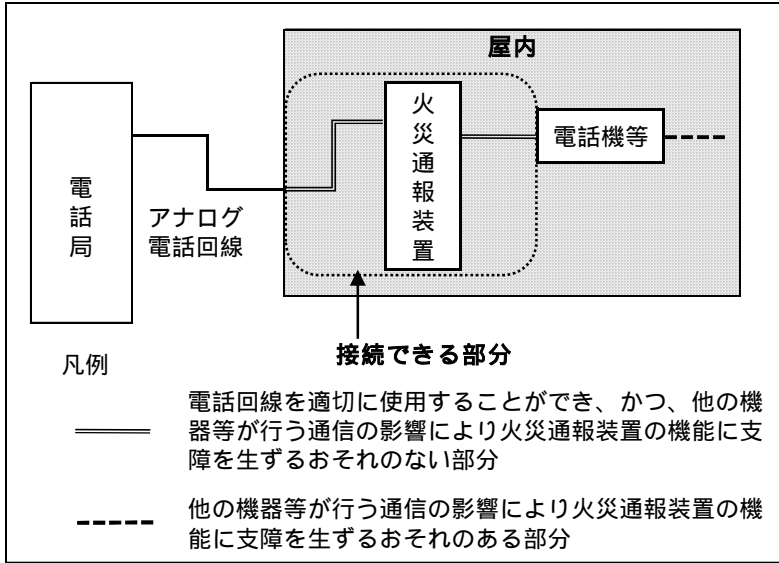 屋内
電話局
アナログ
電話回線
火災通報装置
電話機等
接続できる部分
凡例
電話回線を適切に使用することができ、かつ、他の機
器等が行う通信の影響により火災通報装置の機能に支
障を生ずるおそれのない部分
他の機器等が行う通信の影響により火災通報装置の機
能に支障を生ずるおそれのある部分